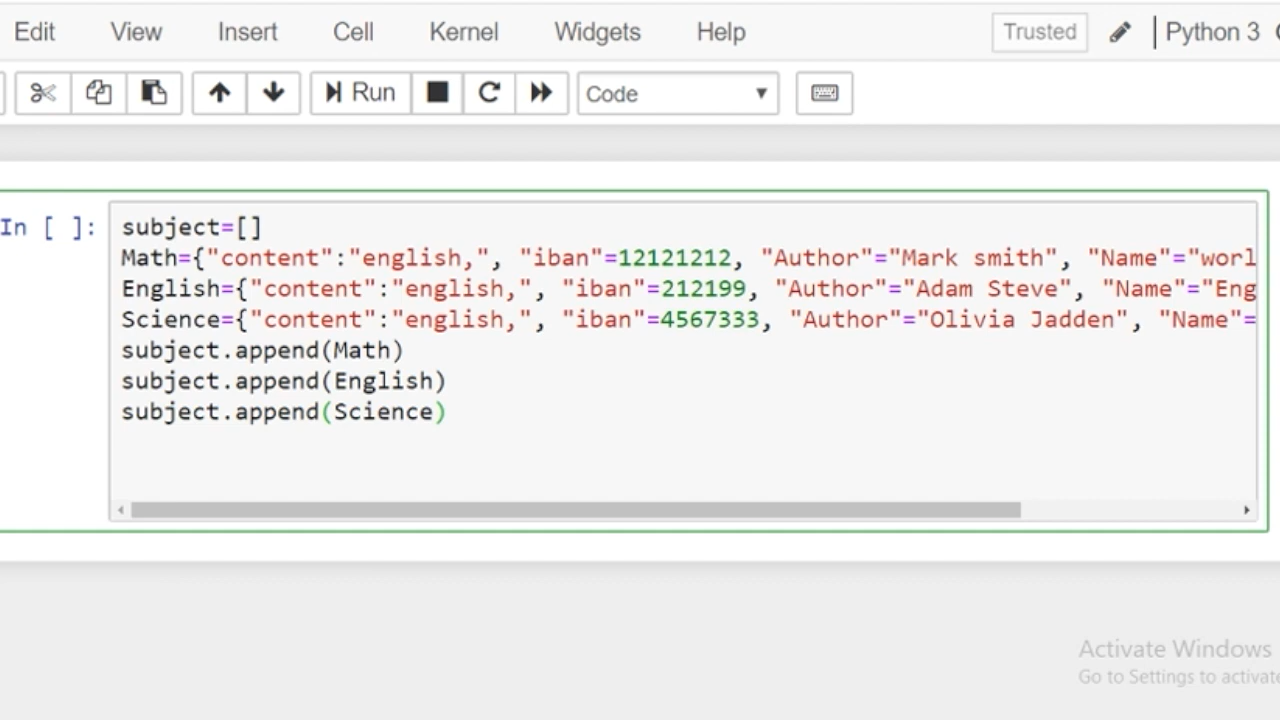 Edit View Insert Cell Kernel Widgets Help Trusted Python 3
Run Code
In [ ]:
subject=[]
Math={"content":"english,", "iban"=12121212, "Author"="Mark smith", "Name"="worl
English={"content":"english,", "iban"=212199, "Author"="Adam Steve", "Name"="Eng
Science={"content":"english,", "iban"=4567333, "Author"="Olivia Jadden", "Name"=
subject.append(Math)
subject.append(English)
subject.append(Science)
Activate Windows
Go to Settings to activate